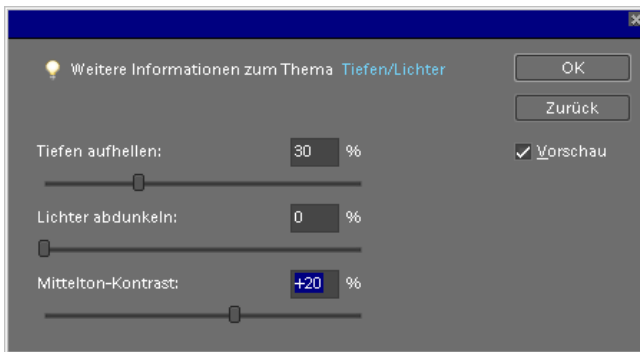 Weitere Informationen zum Thema Tiefen/Lichter
OK
Zurück
Vorschau
Tiefen aufhellen: 30 %
Lichter abdunkeln: 0 %
Mittelton-Kontrast: +20 %